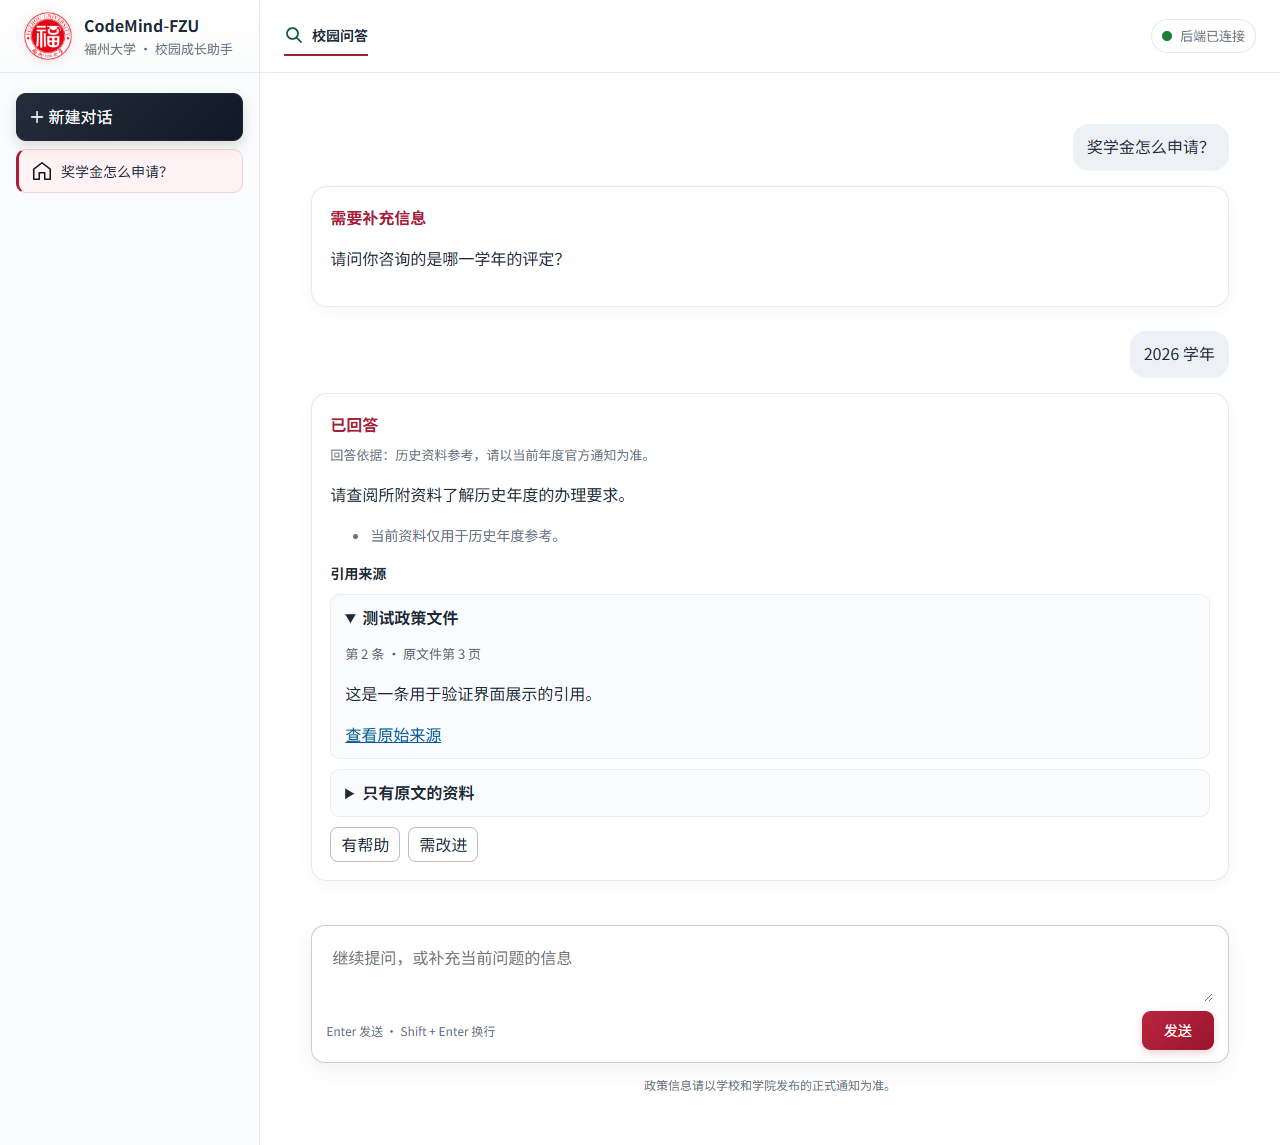 CodeMind-FZU
福州大学 · 校园成长助手
校园问答
后端已连接
+ 新建对话
奖学金怎么申请？
奖学金怎么申请？
需要补充信息
请问你咨询的是哪一学年的评定？
2026 学年
已回答
回答依据：历史资料参考，请以当前年度官方通知为准。
请查阅所附资料了解历史年度的办理要求。
• 当前资料仅用于历史年度参考。
引用来源
▼ 测试政策文件
第 2 条 · 原文件第 3 页
这是一条用于验证界面展示的引用。
查看原始来源
▶ 只有原文的资料
有帮助
需改进
继续提问，或补充当前问题的信息
Enter 发送 · Shift + Enter 换行
发送
政策信息请以学校和学院发布的正式通知为准。